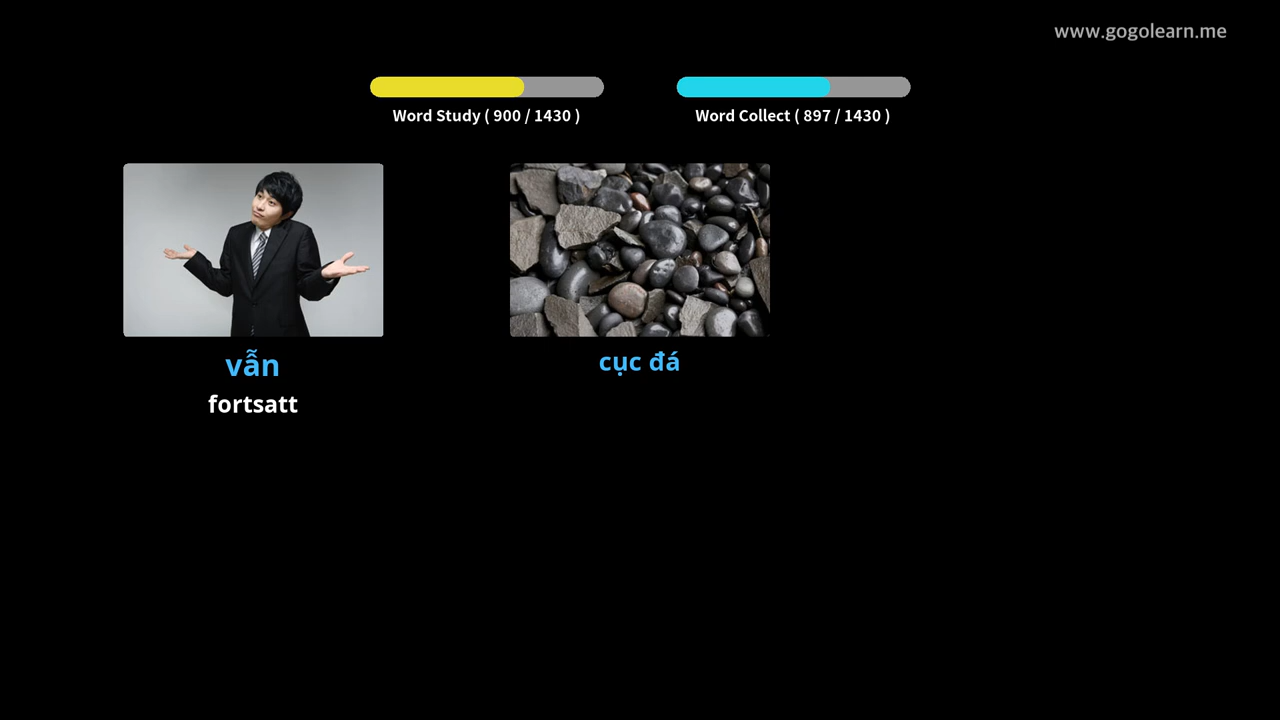 www.gogolearn.me
Word Study ( 900 / 1430 )
Word Collect ( 897 / 1430 )
vẫn
fortsatt
cục đá